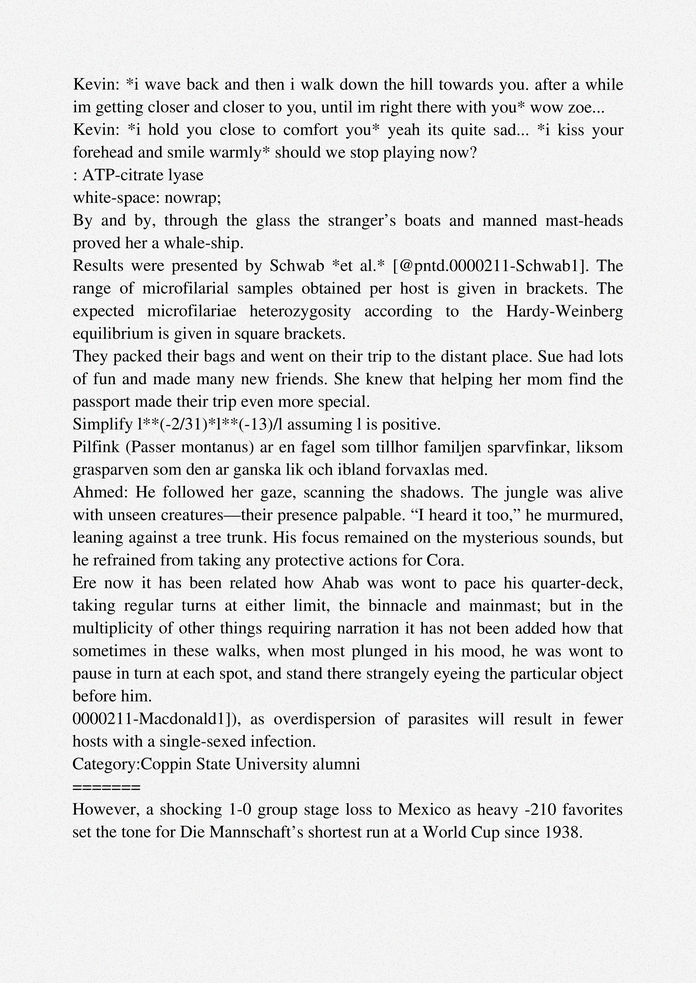 Kevin: *i wave back and then i walk down the hill towards you. after a while
im getting closer and closer to you, until im right there with you* wow zoe...
Kevin: *i hold you close to comfort you* yeah its quite sad... *i kiss your
forehead and smile warmly* should we stop playing now?
: ATP-citrate lyase
white-space: nowrap;
By and by, through the glass the stranger’s boats and manned mast-heads
proved her a whale-ship.
Results were presented by Schwab *et al.* [@pntd.0000211-Schwab1]. The
range of microfilarial samples obtained per host is given in brackets. The
expected microfilariae heterozygosity according to the Hardy-Weinberg
equilibrium is given in square brackets.
They packed their bags and went on their trip to the distant place. Sue had lots
of fun and made many new friends. She knew that helping her mom find the
passport made their trip even more special.
Simplify l**(-2/31)*l**(-13)/l assuming l is positive.
Pilfink (Passer montanus) ar en fagel som tillhor familjen sparvfinkar, liksom
grasparven som den ar ganska lik och ibland forvaxlas med.
Ahmed: He followed her gaze, scanning the shadows. The jungle was alive
with unseen creatures—their presence palpable. “I heard it too,” he murmured,
leaning against a tree trunk. His focus remained on the mysterious sounds, but
he refrained from taking any protective actions for Cora.
Ere now it has been related how Ahab was wont to pace his quarter-deck,
taking regular turns at either limit, the binnacle and mainmast; but in the
multiplicity of other things requiring narration it has not been added how that
sometimes in these walks, when most plunged in his mood, he was wont to
pause in turn at each spot, and stand there strangely eyeing the particular object
before him.
0000211-Macdonald1]), as overdispersion of parasites will result in fewer
hosts with a single-sexed infection.
Category:Coppin State University alumni
=======
However, a shocking 1-0 group stage loss to Mexico as heavy -210 favorites
set the tone for Die Mannschaft’s shortest run at a World Cup since 1938.